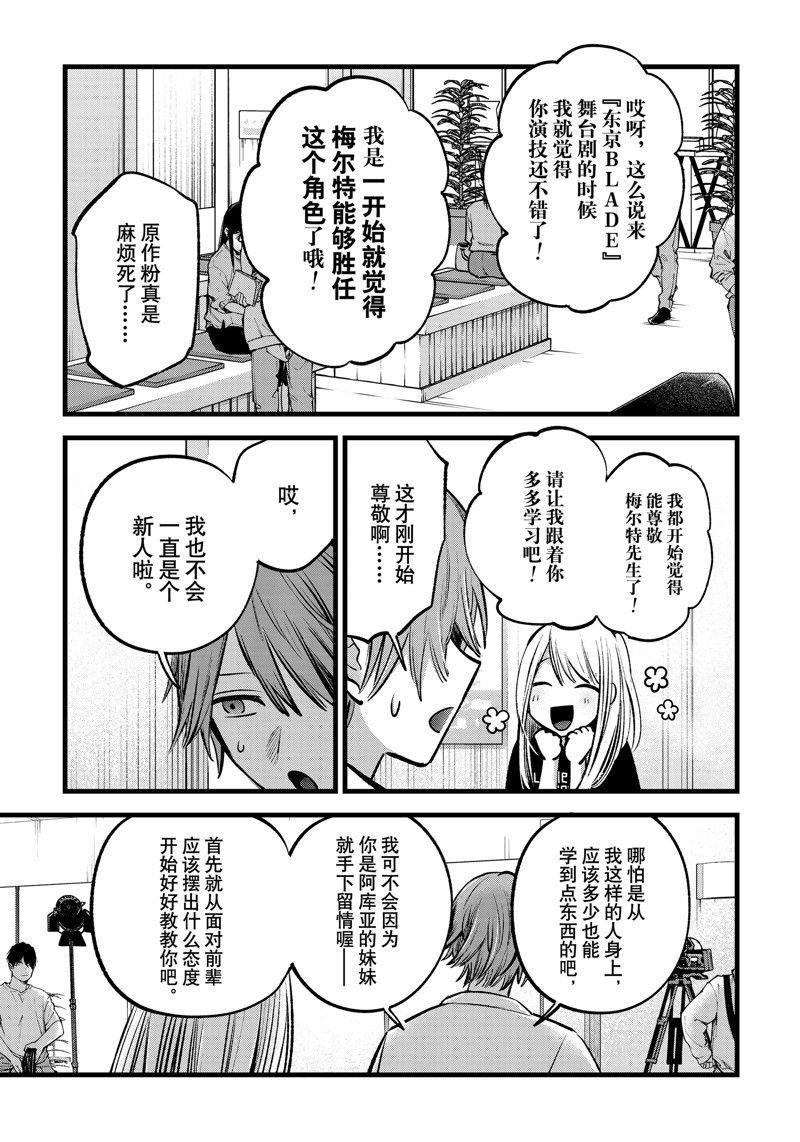 哎呀，这么说来
『东京BLADE』
舞台剧的时候
我就觉得
你演技还不错了！
我是一开始就觉得
梅尔特能够胜任
这个角色了哦！
原作粉真是
麻烦死了……
我都开始觉得
能尊敬
梅尔特先生了！
请让我跟着你
多多学习吧！
这才刚开始
尊敬啊……
哎，
我也不会
一直是个
新人啦。
哪怕是从
我这样的人身上，
应该多少也能
学到点东西的吧，
我可不会因为
你是阿库亚的妹妹
就手下留情喔——
首先就从面对前辈
应该摆出什么态度
开始好好教教你吧。